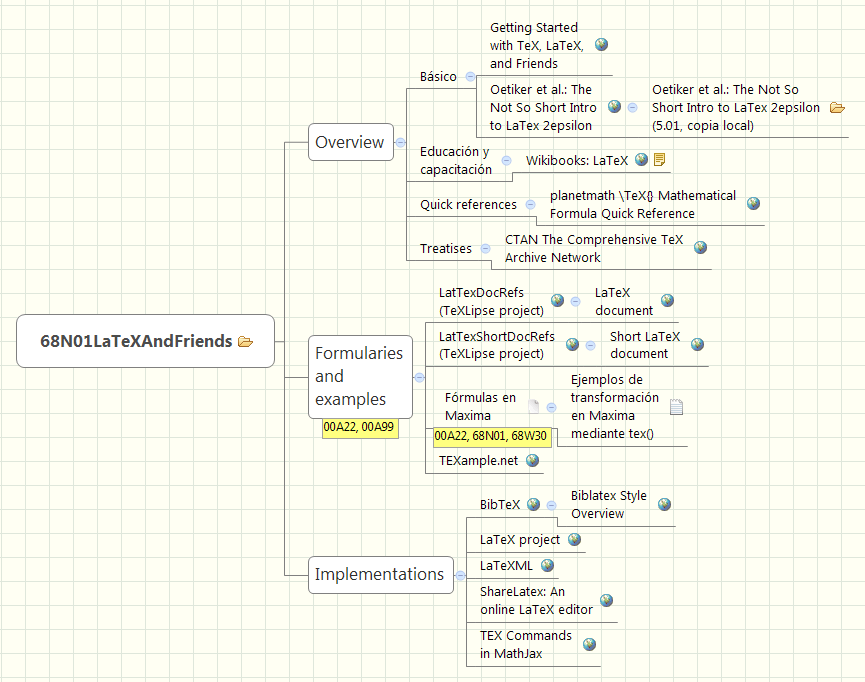 68N01LaTeXAndFriends
Overview
Básico
Getting Started
with TeX, LaTeX,
and Friends
Oetiker et al.: The
Not So Short Intro
to LaTex 2epsilon
Oetiker et al.: The Not So
Short Intro to LaTex 2epsilon
(5.01, copia local)
Educación y
capacitación
Wikibooks: LaTeX
Quick references
planetmath \TeX{} Mathematical
Formula Quick Reference
Treatises
CTAN The Comprehensive TeX
Archive Network
Formularies
and
examples
00A22, 00A99
LatTexDocRefs
(TeXLipse project)
LaTeX
document
LatTexShortDocRefs
(TeXLipse project)
Short LaTeX
document
Fórmulas en
Maxima
00A22, 68N01, 68W30
Ejemplos de
transformación
en Maxima
mediante tex()
TEXample.net
Implementations
BibTeX
Biblatex Style
Overview
LaTeX project
LaTeXML
ShareLatex: An
online LaTeX editor
TEX Commands
in MathJax